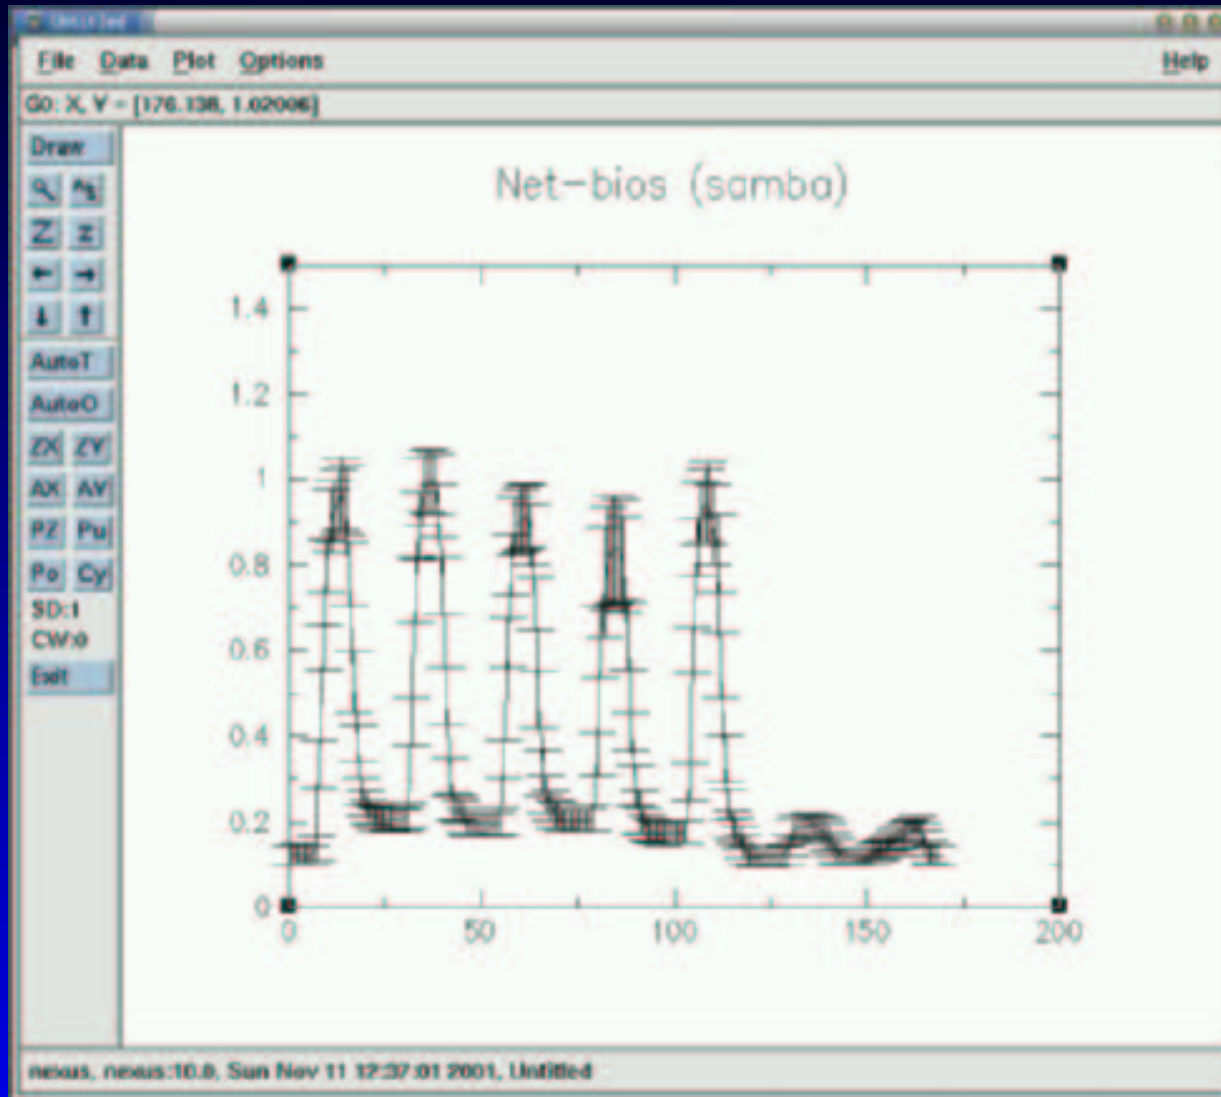 Untitled
File Data Plot Options Help
G0: X, Y = [176.138, 1.02006]
Draw
Z z
AutoT
AutoO
ZX ZY
AX AY
PZ Pu
Po Cy
SD:1
CW:0
Exit
Net-bios (samba)
1.4
1.2
1
0.8
0.6
0.4
0.2
0
0 50 100 150 200
nexus, nexus:10.0, Sun Nov 11 12:37:01 2001, Untitled